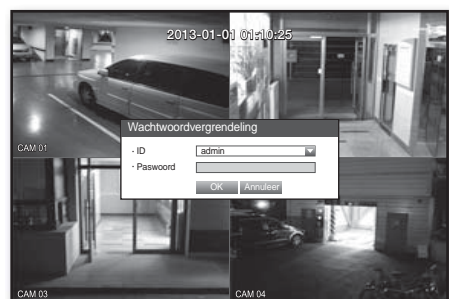 2013-01-01 01:10:25
CAM 01
Wachtwoordvergrendeling
- ID admin
- Paswoord
OK Annuleer
CAM 03
CAM 04